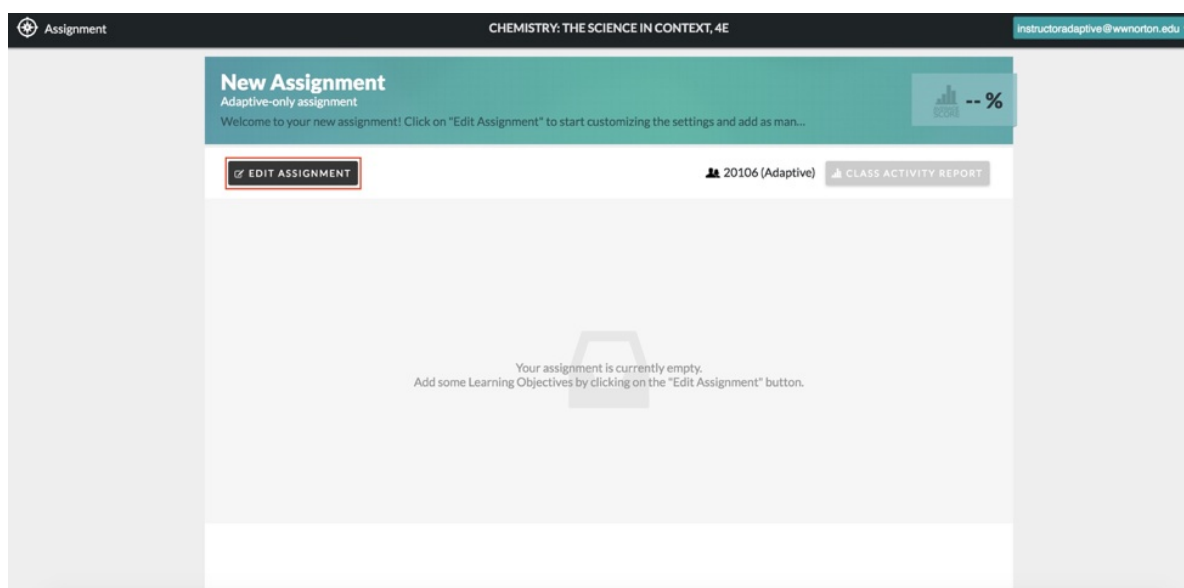 Assignment
CHEMISTRY: THE SCIENCE IN CONTEXT, 4E
instructoradaptive@wwnorton.edu
New Assignment
Adaptive-only assignment
Welcome to your new assignment! Click on "Edit Assignment" to start customizing the settings and add as man...
-- %
SCORE
EDIT ASSIGNMENT
20106 (Adaptive)
CLASS ACTIVITY REPORT
Your assignment is currently empty.
Add some Learning Objectives by clicking on the "Edit Assignment" button.